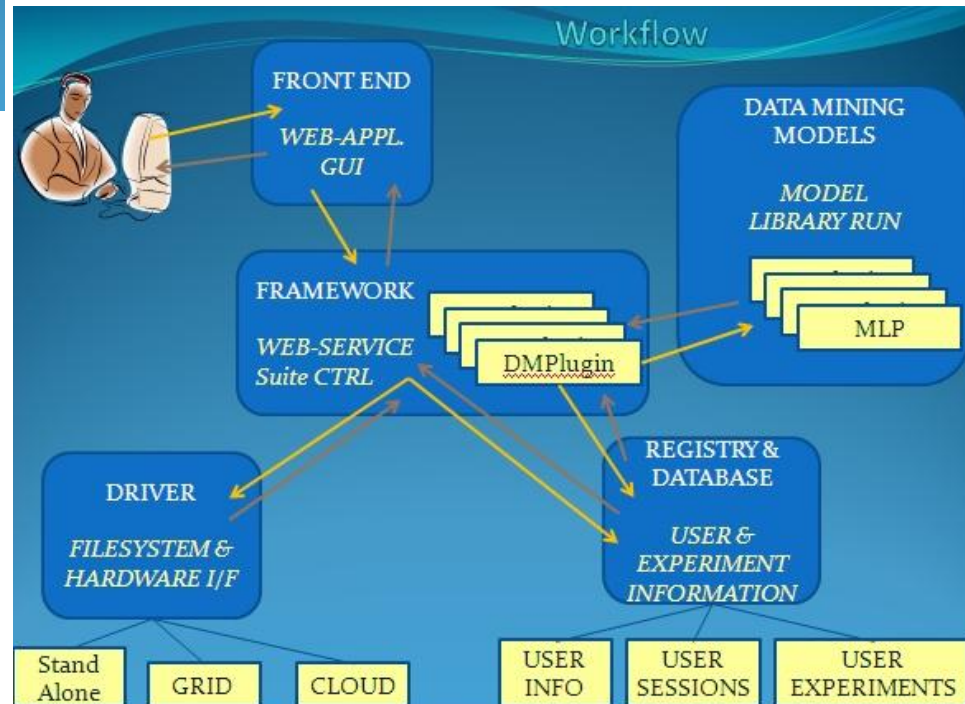 Workflow
FRONT END
WEB-APPL.
GUI
DATA MINING
MODELS
MODEL
LIBRARY RUN
MLP
FRAMEWORK
WEB-SERVICE
Suite CTRL
DMPlugin
DRIVER
FILESYSTEM &
HARDWARE I/F
REGISTRY &
DATABASE
USER &
EXPERIMENT
INFORMATION
Stand
Alone
GRID
CLOUD
USER
INFO
USER
SESSIONS
USER
EXPERIMENTS